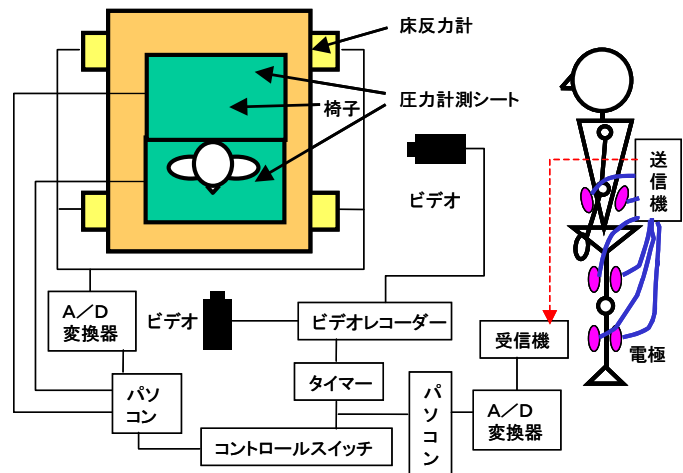 床反力計
圧力計測シート
椅子
ビデオ
送
信
機
A/D
変換器
ビデオ
ビデオレコーダー
受信機
電極
タイマー
パソ
コン
パ
ソ
コ
ン
A/D
変換器
コントロールスイッチ